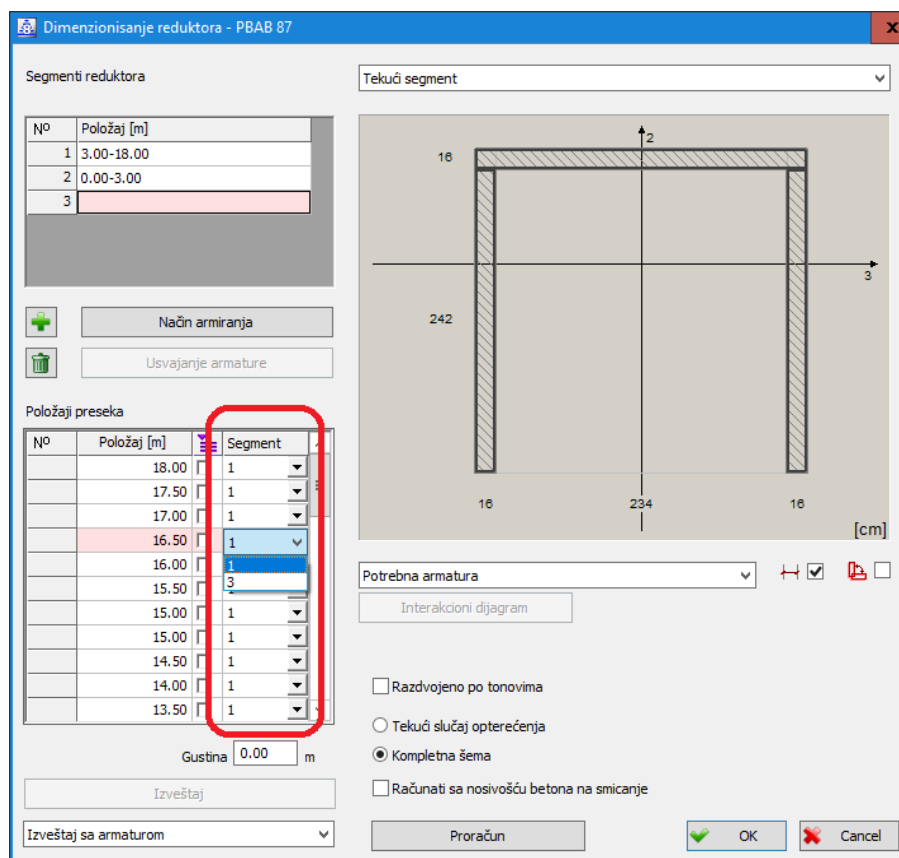 Dimenzionisanje reduktora - PBAB 87
x
Segmenti reduktora
Tekući segment
Nº Položaj [m]
1 3.00-18.00
2 0.00-3.00
3
Način armiranja
Usvajanje armature
Položaji preseka
Nº Položaj [m] Segment
18.00 1
17.50 1
17.00 1
16.50 1
16.00 1
15.50 3
15.00 1
15.00 1
14.50 1
14.00 1
13.50 1
Gustina 0.00 m
Izveštaj
Izveštaj sa armaturom
2
16
3
242
16 234 16
[cm]
Potrebna armatura
Interakcioni dijagram
Razdvojeno po tonovima
Tekući slučaj opterećenja
Kompletna šema
Računati sa nosivošću betona na smicanje
Proračun
OK
Cancel